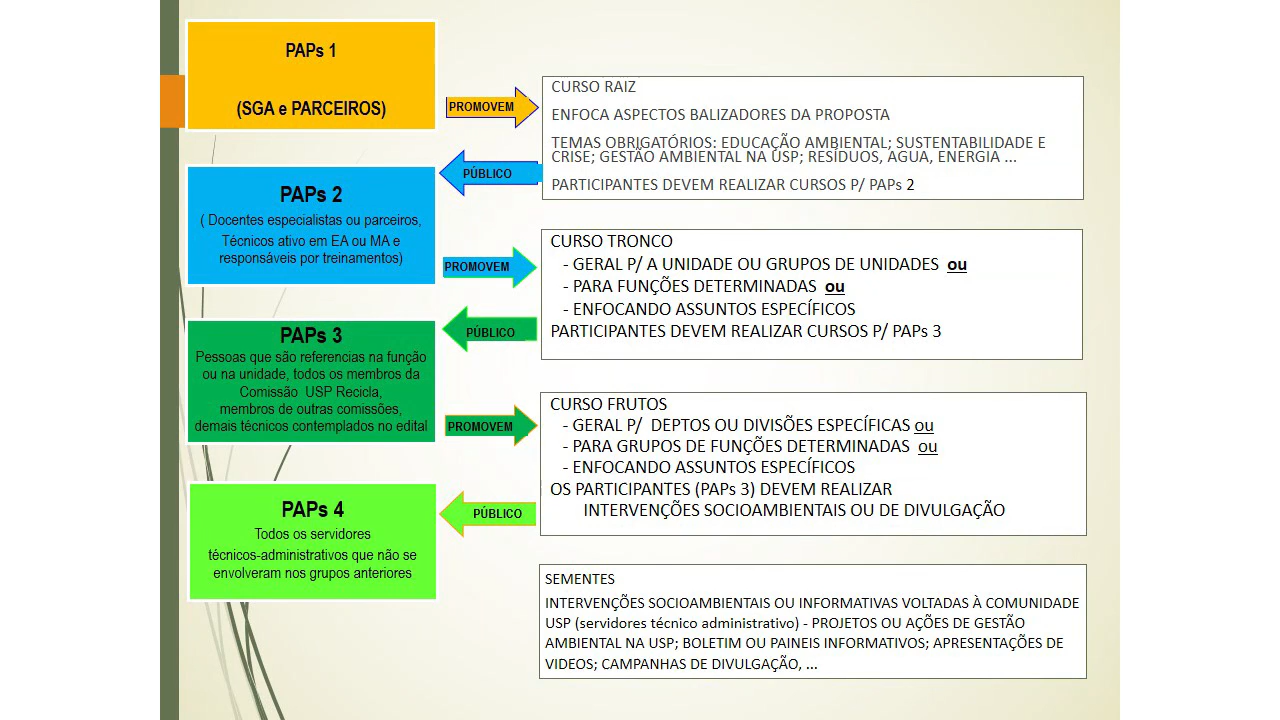 PAPs 1
(SGA e PARCEIROS)
PROMOVEM
CURSO RAIZ
ENFOCA ASPECTOS BALIZADORES DA PROPOSTA
TEMAS OBRIGATÓRIOS: EDUCAÇÃO AMBIENTAL; SUSTENTABILIDADE E
CRISE; GESTÃO AMBIENTAL NA USP; RESÍDUOS, ÁGUA, ENERGIA ...
PARTICIPANTES DEVEM REALIZAR CURSOS P/ PAPs 2
PÚBLICO
PAPs 2
( Docentes especialistas ou parceiros,
Técnicos ativo em EA ou MA e
responsáveis por treinamentos)
PROMOVEM
CURSO TRONCO
- GERAL P/ A UNIDADE OU GRUPOS DE UNIDADES ou
- PARA FUNÇÕES DETERMINADAS ou
- ENFOCANDO ASSUNTOS ESPECÍFICOS
PARTICIPANTES DEVEM REALIZAR CURSOS P/ PAPs 3
PÚBLICO
PAPs 3
Pessoas que são referencias na função
ou na unidade, todos os membros da
Comissão USP Recicla,
membros de outras comissões,
demais técnicos contemplados no edital
PROMOVEM
CURSO FRUTOS
- GERAL P/ DEPTOS OU DIVISÕES ESPECÍFICAS ou
- PARA GRUPOS DE FUNÇÕES DETERMINADAS ou
- ENFOCANDO ASSUNTOS ESPECÍFICOS
OS PARTICIPANTES (PAPs 3) DEVEM REALIZAR
INTERVENÇÕES SOCIOAMBIENTAIS OU DE DIVULGAÇÃO
PÚBLICO
PAPs 4
Todos os servidores
técnicos-administrativos que não se
envolveram nos grupos anteriores
SEMENTES
INTERVENÇÕES SOCIOAMBIENTAIS OU INFORMATIVAS VOLTADAS À COMUNIDADE
USP (servidores técnico administrativo) - PROJETOS OU AÇÕES DE GESTÃO
AMBIENTAL NA USP; BOLETIM OU PAINEIS INFORMATIVOS; APRESENTAÇÕES DE
VIDEOS; CAMPANHAS DE DIVULGAÇÃO, ...